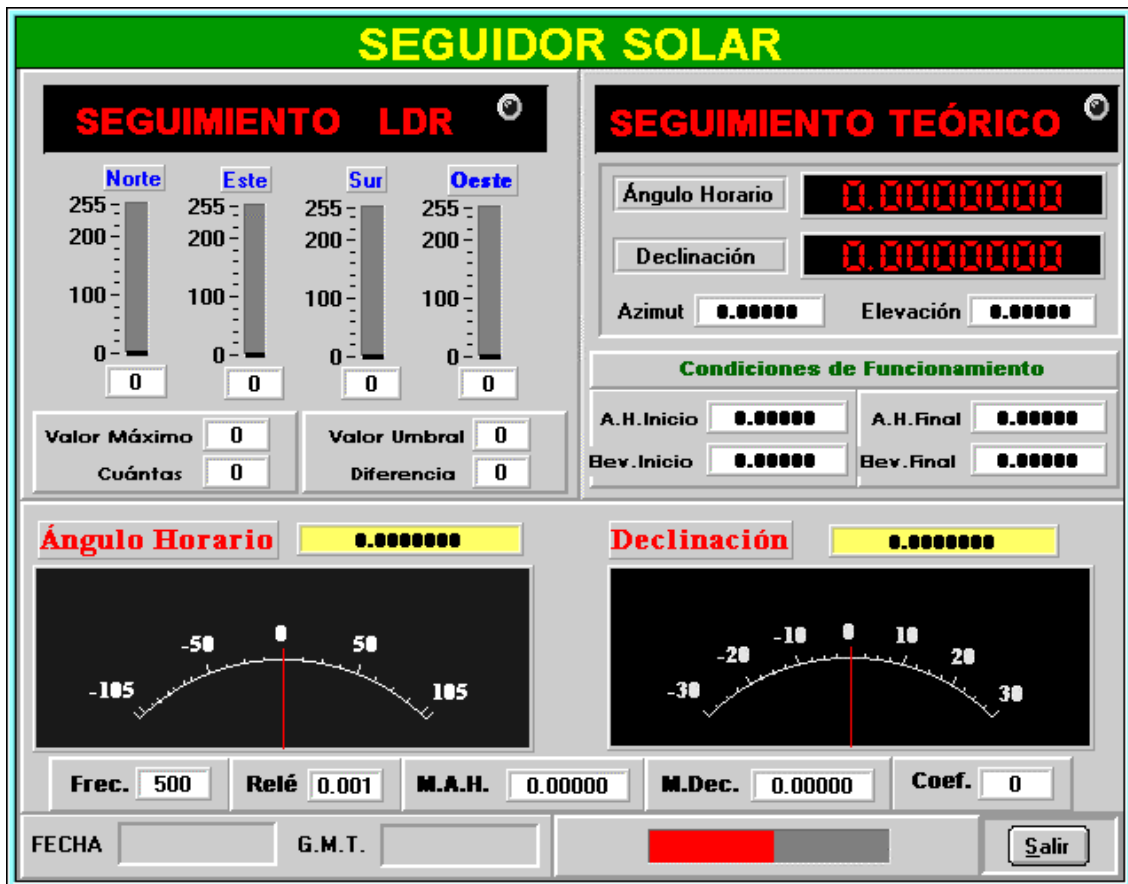 SEGUIDOR SOLAR
SEGUIMIENTO LDR
Norte Este Sur Oeste
255 255 255 255
200 200 200 200
100 100 100 100
0 0 0 0
0 0 0 0
Valor Máximo 0 Valor Umbral 0
Cuántas 0 Diferencia 0
SEGUIMIENTO TEÓRICO
Ángulo Horario 0.0000000
Declinación 0.0000000
Azimut 0.00000 Elevación 0.00000
Condiciones de Funcionamiento
A.H.Inicio 0.00000 A.H.Final 0.00000
Elev.Inicio 0.00000 Elev.Final 0.00000
Ángulo Horario 0.0000000
-105 -50 0 50 105
Declinación 0.0000000
-30 -20 -10 0 10 20 30
Frec. 500 Relé 0.001 M.A.H. 0.00000 M.Dec. 0.00000 Coef. 0
FECHA G.M.T. Salir